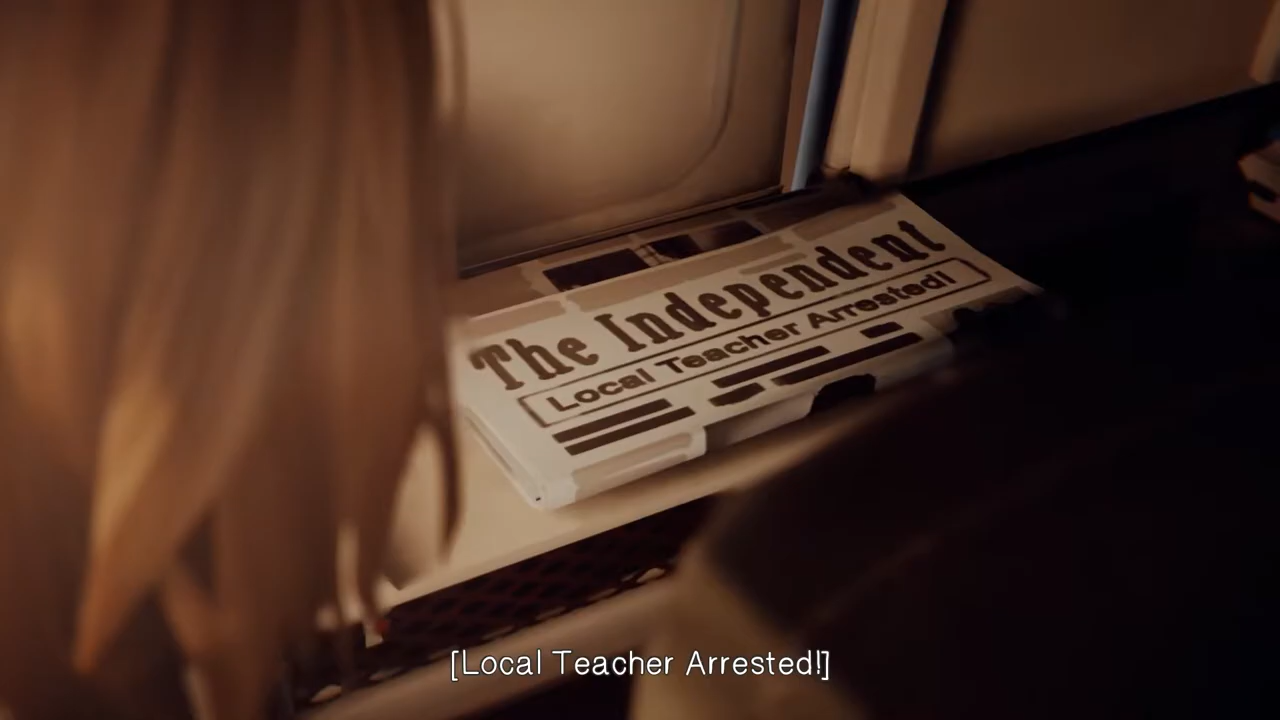 The Independent
Local Teacher Arrested!
[Local Teacher Arrested!]